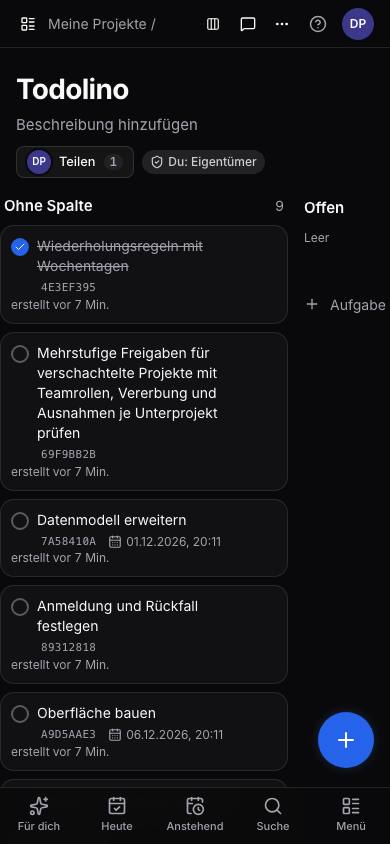 Meine Projekte /
DP
Todolino
Beschreibung hinzufügen
DP Teilen 1
Du: Eigentümer
Ohne Spalte 9
Wiederholungsregeln mit
Wochentagen
4E3EF395
erstellt vor 7 Min.
Mehrstufige Freigaben für
verschachtelte Projekte mit
Teamrollen, Vererbung und
Ausnahmen je Unterprojekt
prüfen
69F9BB2B
erstellt vor 7 Min.
Datenmodell erweitern
7A58410A 01.12.2026, 20:11
erstellt vor 7 Min.
Anmeldung und Rückfall
festlegen
89312818
erstellt vor 7 Min.
Oberfläche bauen
A9D5AAE3 06.12.2026, 20:11
erstellt vor 7 Min.
Offen
Leer
+ Aufgabe
Für dich
Heute
Anstehend
Suche
Menü